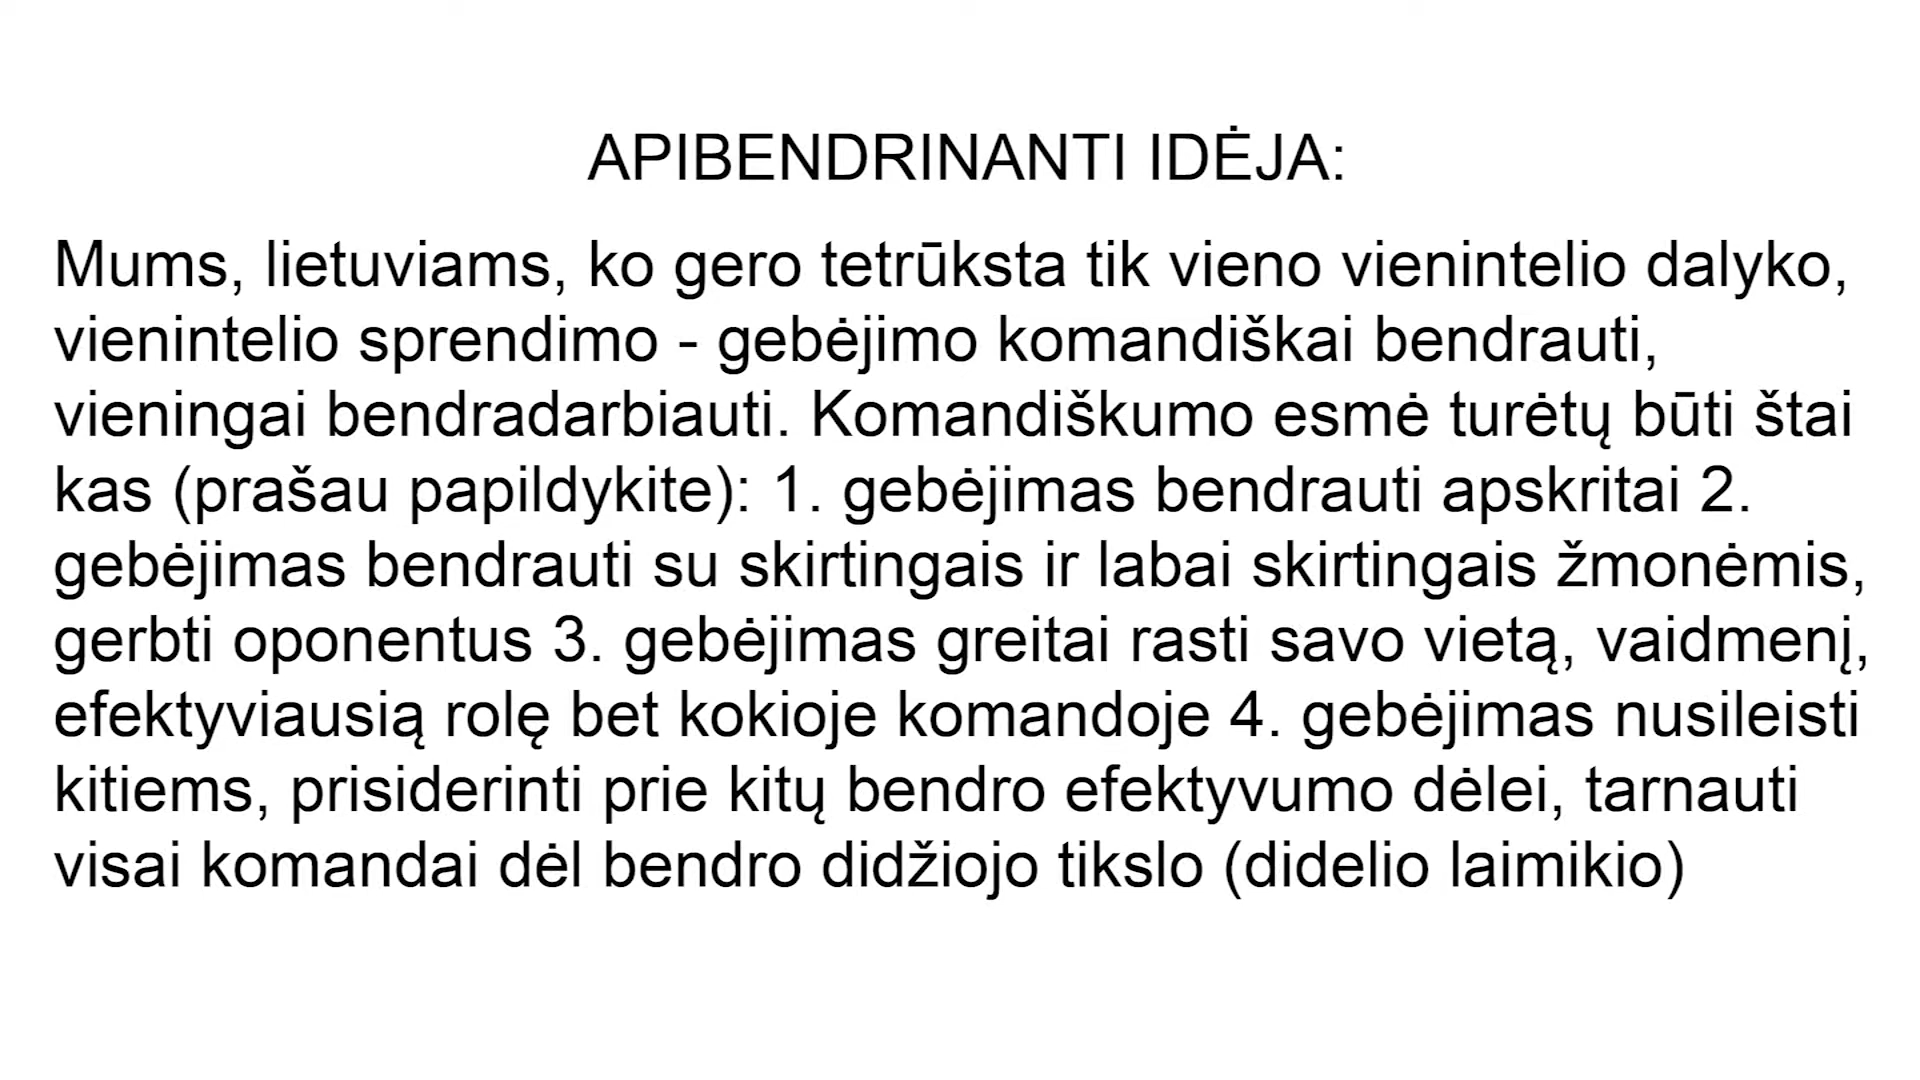 APIBENDRINANTI IDĖJA:
Mums, lietuviams, ko gero tetrūksta tik vieno vienintelio dalyko,
vienintelio sprendimo - gebėjimo komandiškai bendrauti,
vieningai bendradarbiauti. Komandiškumo esmė turėtų būti štai
kas (prašau papildykite): 1. gebėjimas bendrauti apskritai 2.
gebėjimas bendrauti su skirtingais ir labai skirtingais žmonėmis,
gerbti oponentus 3. gebėjimas greitai rasti savo vietą, vaidmenį,
efektyviausią rolę bet kokioje komandoje 4. gebėjimas nusileisti
kitiems, prisiderinti prie kitų bendro efektyvumo dėlei, tarnauti
visai komandai dėl bendro didžiojo tikslo (didelio laimikio)